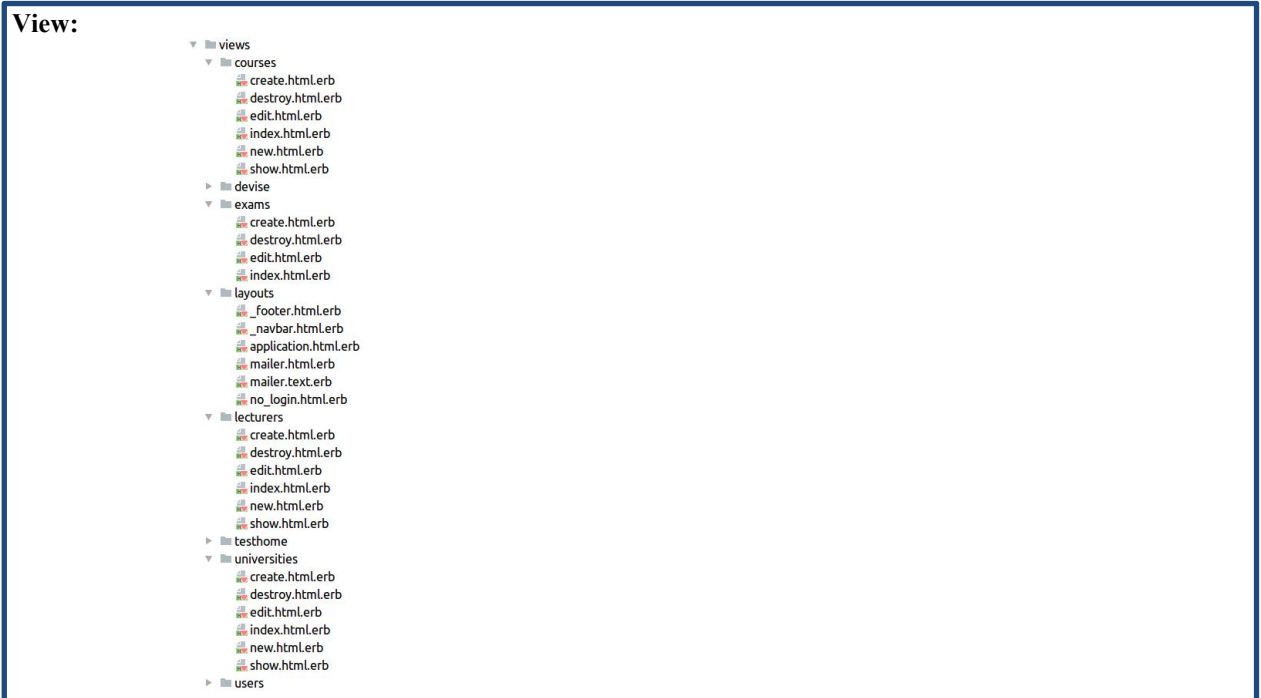 View:
views
courses
create.html.erb
destroy.html.erb
edit.html.erb
index.html.erb
new.html.erb
show.html.erb
devise
exams
create.html.erb
destroy.html.erb
edit.html.erb
index.html.erb
layouts
_footer.html.erb
_navbar.html.erb
application.html.erb
mailer.html.erb
mailer.text.erb
no_login.html.erb
lecturers
create.html.erb
destroy.html.erb
edit.html.erb
index.html.erb
new.html.erb
show.html.erb
testhome
universities
create.html.erb
destroy.html.erb
edit.html.erb
index.html.erb
new.html.erb
show.html.erb
users